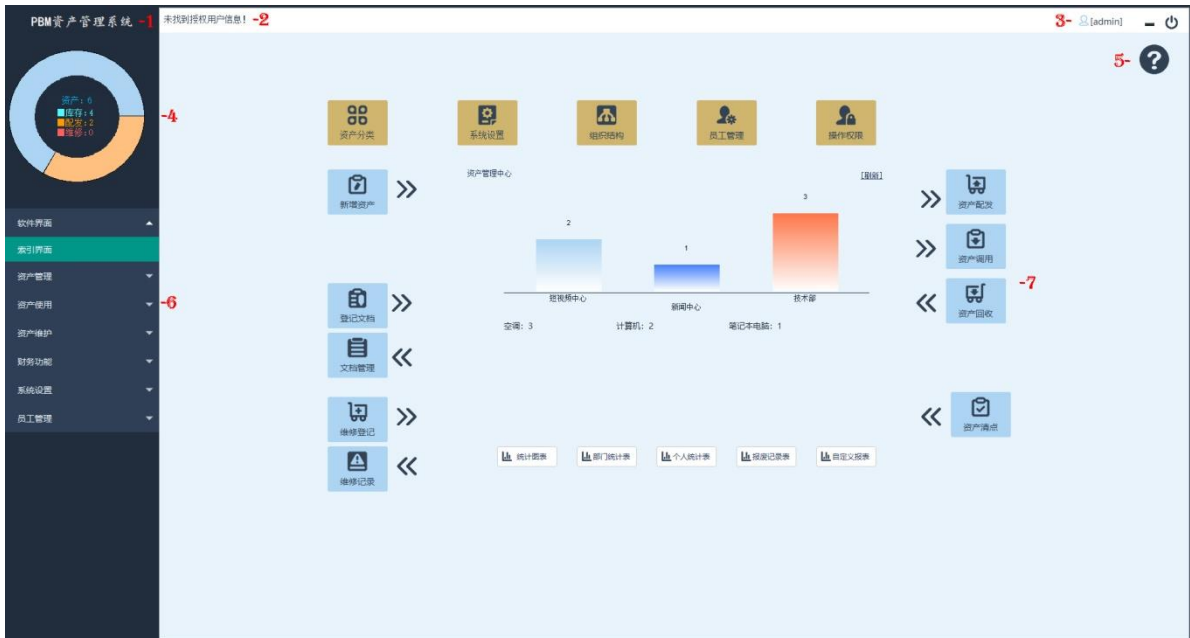 PBM资产管理系统 -1
未找到授权用户信息! -2
3- [admin]
5- ?
资产: 6
库存: 4
配发: 2
维修: 0
-4
资产分类
系统设置
组织结构
员工管理
操作权限
新增资产
资产管理中心
[刷新]
资产配发
2
1
3
资产调用
短视频中心
新闻中心
技术部
空调: 3
计算机: 2
笔记本电脑: 1
资产回收
-7
登记文档
文档管理
维修登记
维修记录
资产清点
统计图表
部门统计表
个人统计表
报废记录表
自定义报表
软件界面
索引界面
资产管理
资产使用
-6
资产维护
财务功能
系统设置
员工管理